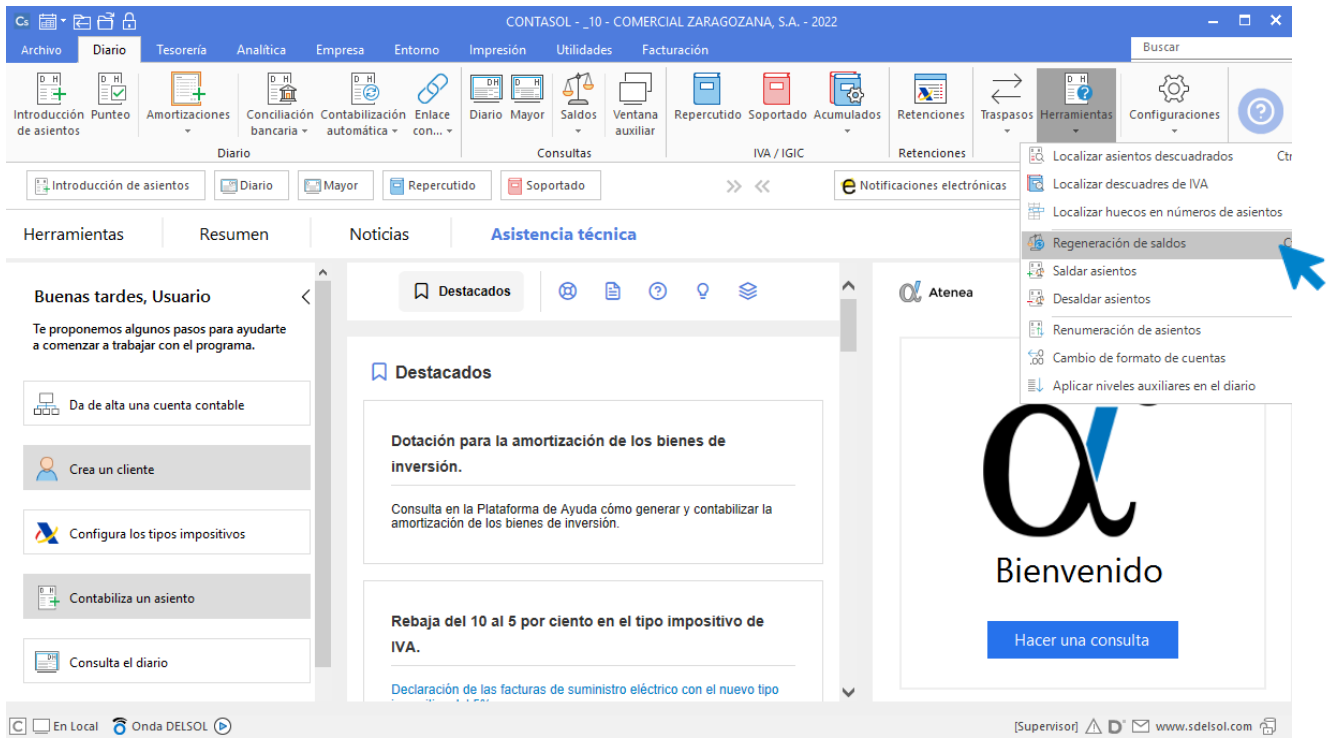 Cs
CONTASOL - _10 - COMERCIAL ZARAGOZANA, S.A. - 2022
Archivo Diario Tesorería Analítica Empresa Entorno Impresión Utilidades Facturación Buscar
Introducción de asientos
Punteo
Amortizaciones
Conciliación bancaria
Contabilización automática
Enlace con...
Diario
Mayor
Saldos
Ventana auxiliar
Repercutido
Soportado
Acumulados
Retenciones
Traspasos
Herramientas
Configuraciones
Diario Consultas IVA / IGIC Retenciones
Introducción de asientos Diario Mayor Repercutido Soportado Notificaciones electrónicas
Localizar asientos descuadrados Ctr
Localizar descuadres de IVA
Localizar huecos en números de asientos
Regeneración de saldos
Saldar asientos
Desaldar asientos
Renumeración de asientos
Cambio de formato de cuentas
Aplicar niveles auxiliares en el diario
Herramientas Resumen Noticias Asistencia técnica
Buenas tardes, Usuario
Te proponemos algunos pasos para ayudarte
a comenzar a trabajar con el programa.
Da de alta una cuenta contable
Crea un cliente
Configura los tipos impositivos
Contabiliza un asiento
Consulta el diario
Destacados
Destacados
Dotación para la amortización de los bienes de
inversión.
Consulta en la Plataforma de Ayuda cómo generar y contabilizar la
amortización de los bienes de inversión.
Rebaja del 10 al 5 por ciento en el tipo impositivo de
IVA.
Declaración de las facturas de suministro eléctrico con el nuevo tipo
Atenea
Bienvenido
Hacer una consulta
En Local Onda DELSOL
[Supervisor] D www.sdelsol.com